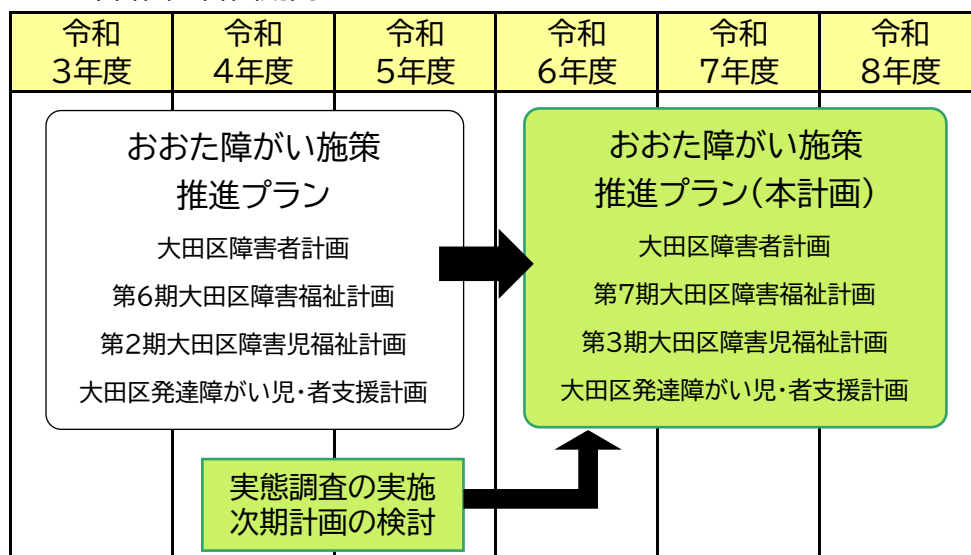 令和
3年度
令和
4年度
令和
5年度
令和
6年度
令和
7年度
令和
8年度
おおた障がい施策
推進プラン
大田区障害者計画
第6期大田区障害福祉計画
第2期大田区障害児福祉計画
大田区発達障がい児・者支援計画
おおた障がい施策
推進プラン(本計画)
大田区障害者計画
第7期大田区障害福祉計画
第3期大田区障害児福祉計画
大田区発達障がい児・者支援計画
実態調査の実施
次期計画の検討